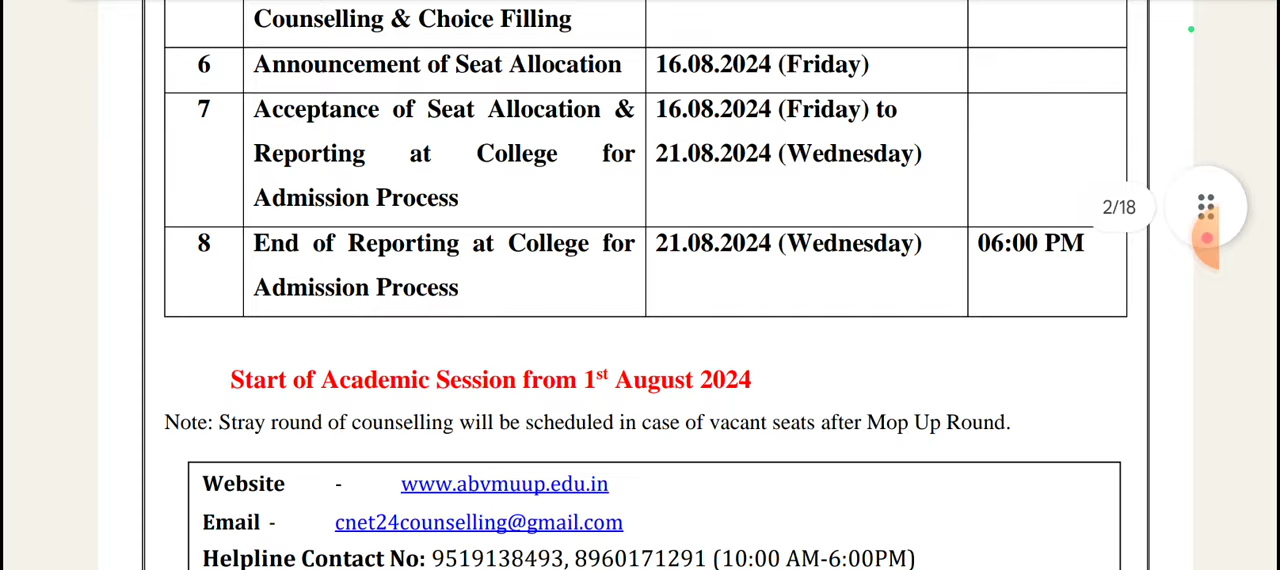 Counselling & Choice Filling
6 Announcement of Seat Allocation 16.08.2024 (Friday)
7 Acceptance of Seat Allocation & 16.08.2024 (Friday) to
Reporting at College for 21.08.2024 (Wednesday)
Admission Process
2/18
8 End of Reporting at College for 21.08.2024 (Wednesday) 06:00 PM
Admission Process
Start of Academic Session from 1st August 2024
Note: Stray round of counselling will be scheduled in case of vacant seats after Mop Up Round.
Website - www.abvmuup.edu.in
Email - cnet24counselling@gmail.com
Helpline Contact No: 9519138493, 8960171291 (10:00 AM-6:00PM)